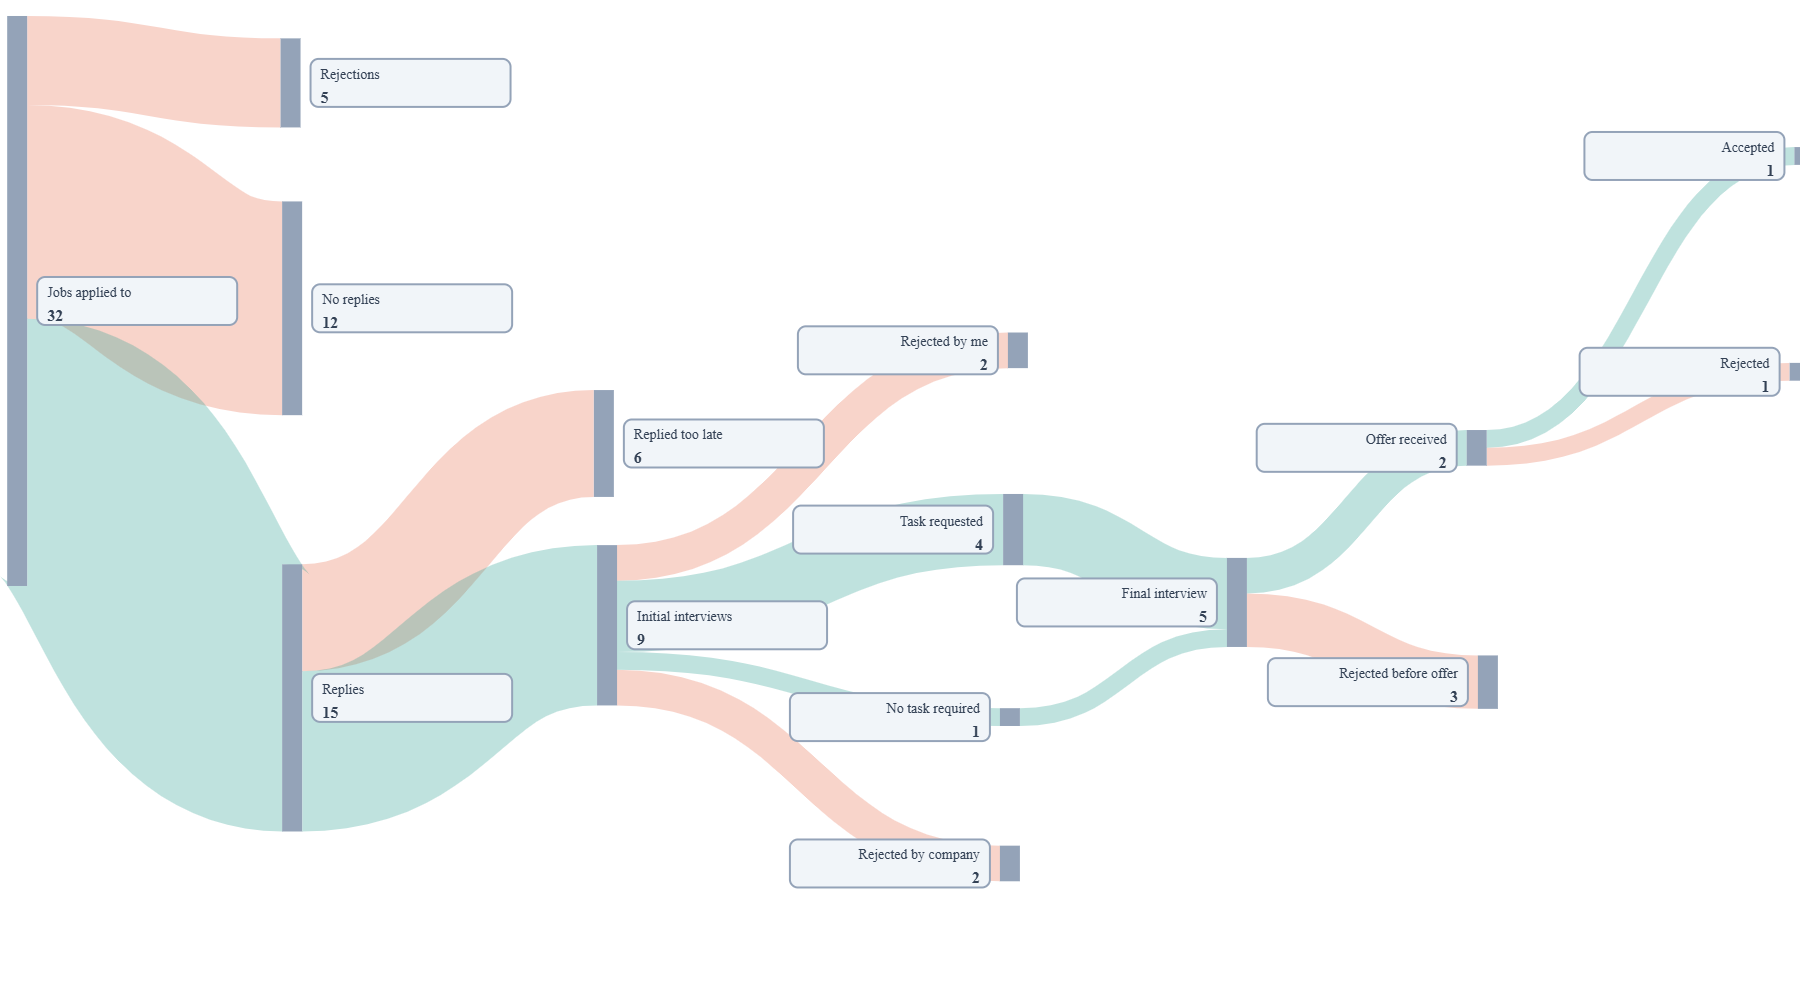 Rejections
5
Jobs applied to
32
No replies
12
Replies
15
Replied too late
6
Initial interviews
9
Rejected by me
2
Task requested
4
No task required
1
Rejected by company
2
Final interview
5
Offer received
2
Rejected before offer
3
Accepted
1
Rejected
1